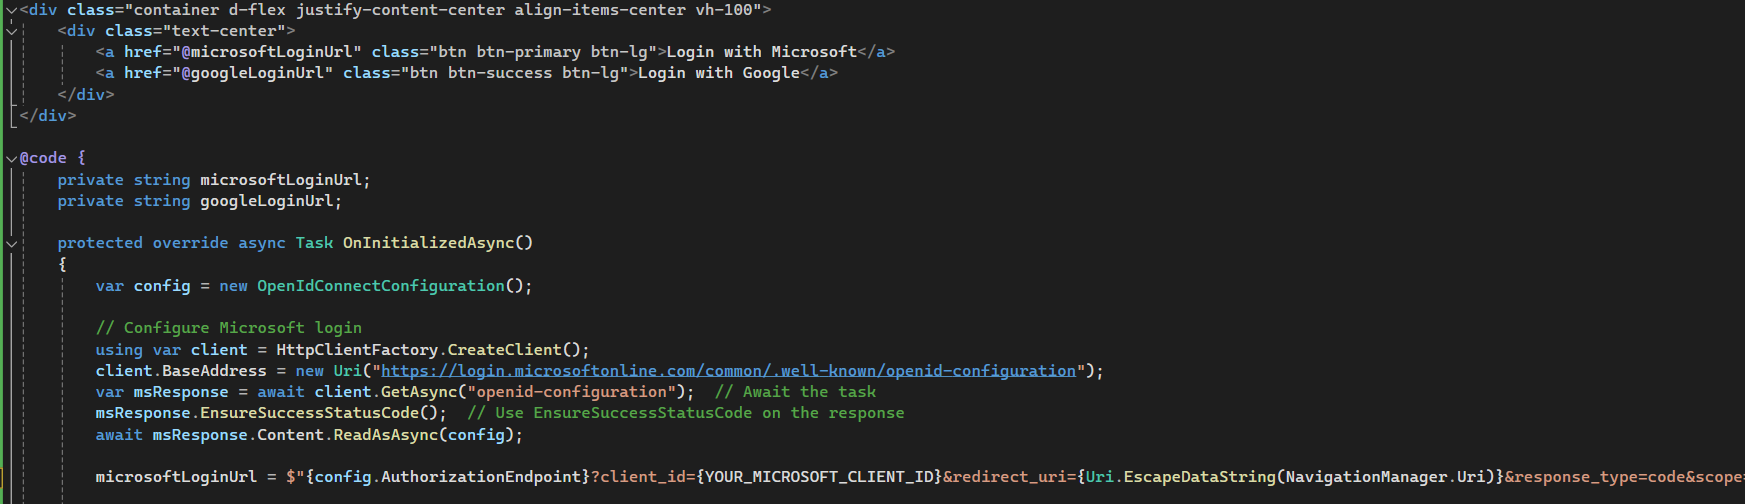 <div class="container d-flex justify-content-center align-items-center vh-100">
    <div class="text-center">
        <a href="@microsoftLoginUrl" class="btn btn-primary btn-lg">Login with Microsoft</a>
        <a href="@googleLoginUrl" class="btn btn-success btn-lg">Login with Google</a>
    </div>
</div>
@code {
    private string microsoftLoginUrl;
    private string googleLoginUrl;
    protected override async Task OnInitializedAsync()
    {
        var config = new OpenIdConnectConfiguration();
        // Configure Microsoft login
        using var client = HttpClientFactory.CreateClient();
        client.BaseAddress = new Uri("https://login.microsoftonline.com/common/.well-known/openid-configuration");
        var msResponse = await client.GetAsync("openid-configuration");  // Await the task
        msResponse.EnsureSuccessStatusCode();  // Use EnsureSuccessStatusCode on the response
        await msResponse.Content.ReadAsAsync(config);
        microsoftLoginUrl = $"{config.AuthorizationEndpoint}?client_id={YOUR_MICROSOFT_CLIENT_ID}&redirect_uri={Uri.EscapeDataString(NavigationManager.Uri)}&response_type=code&scope=